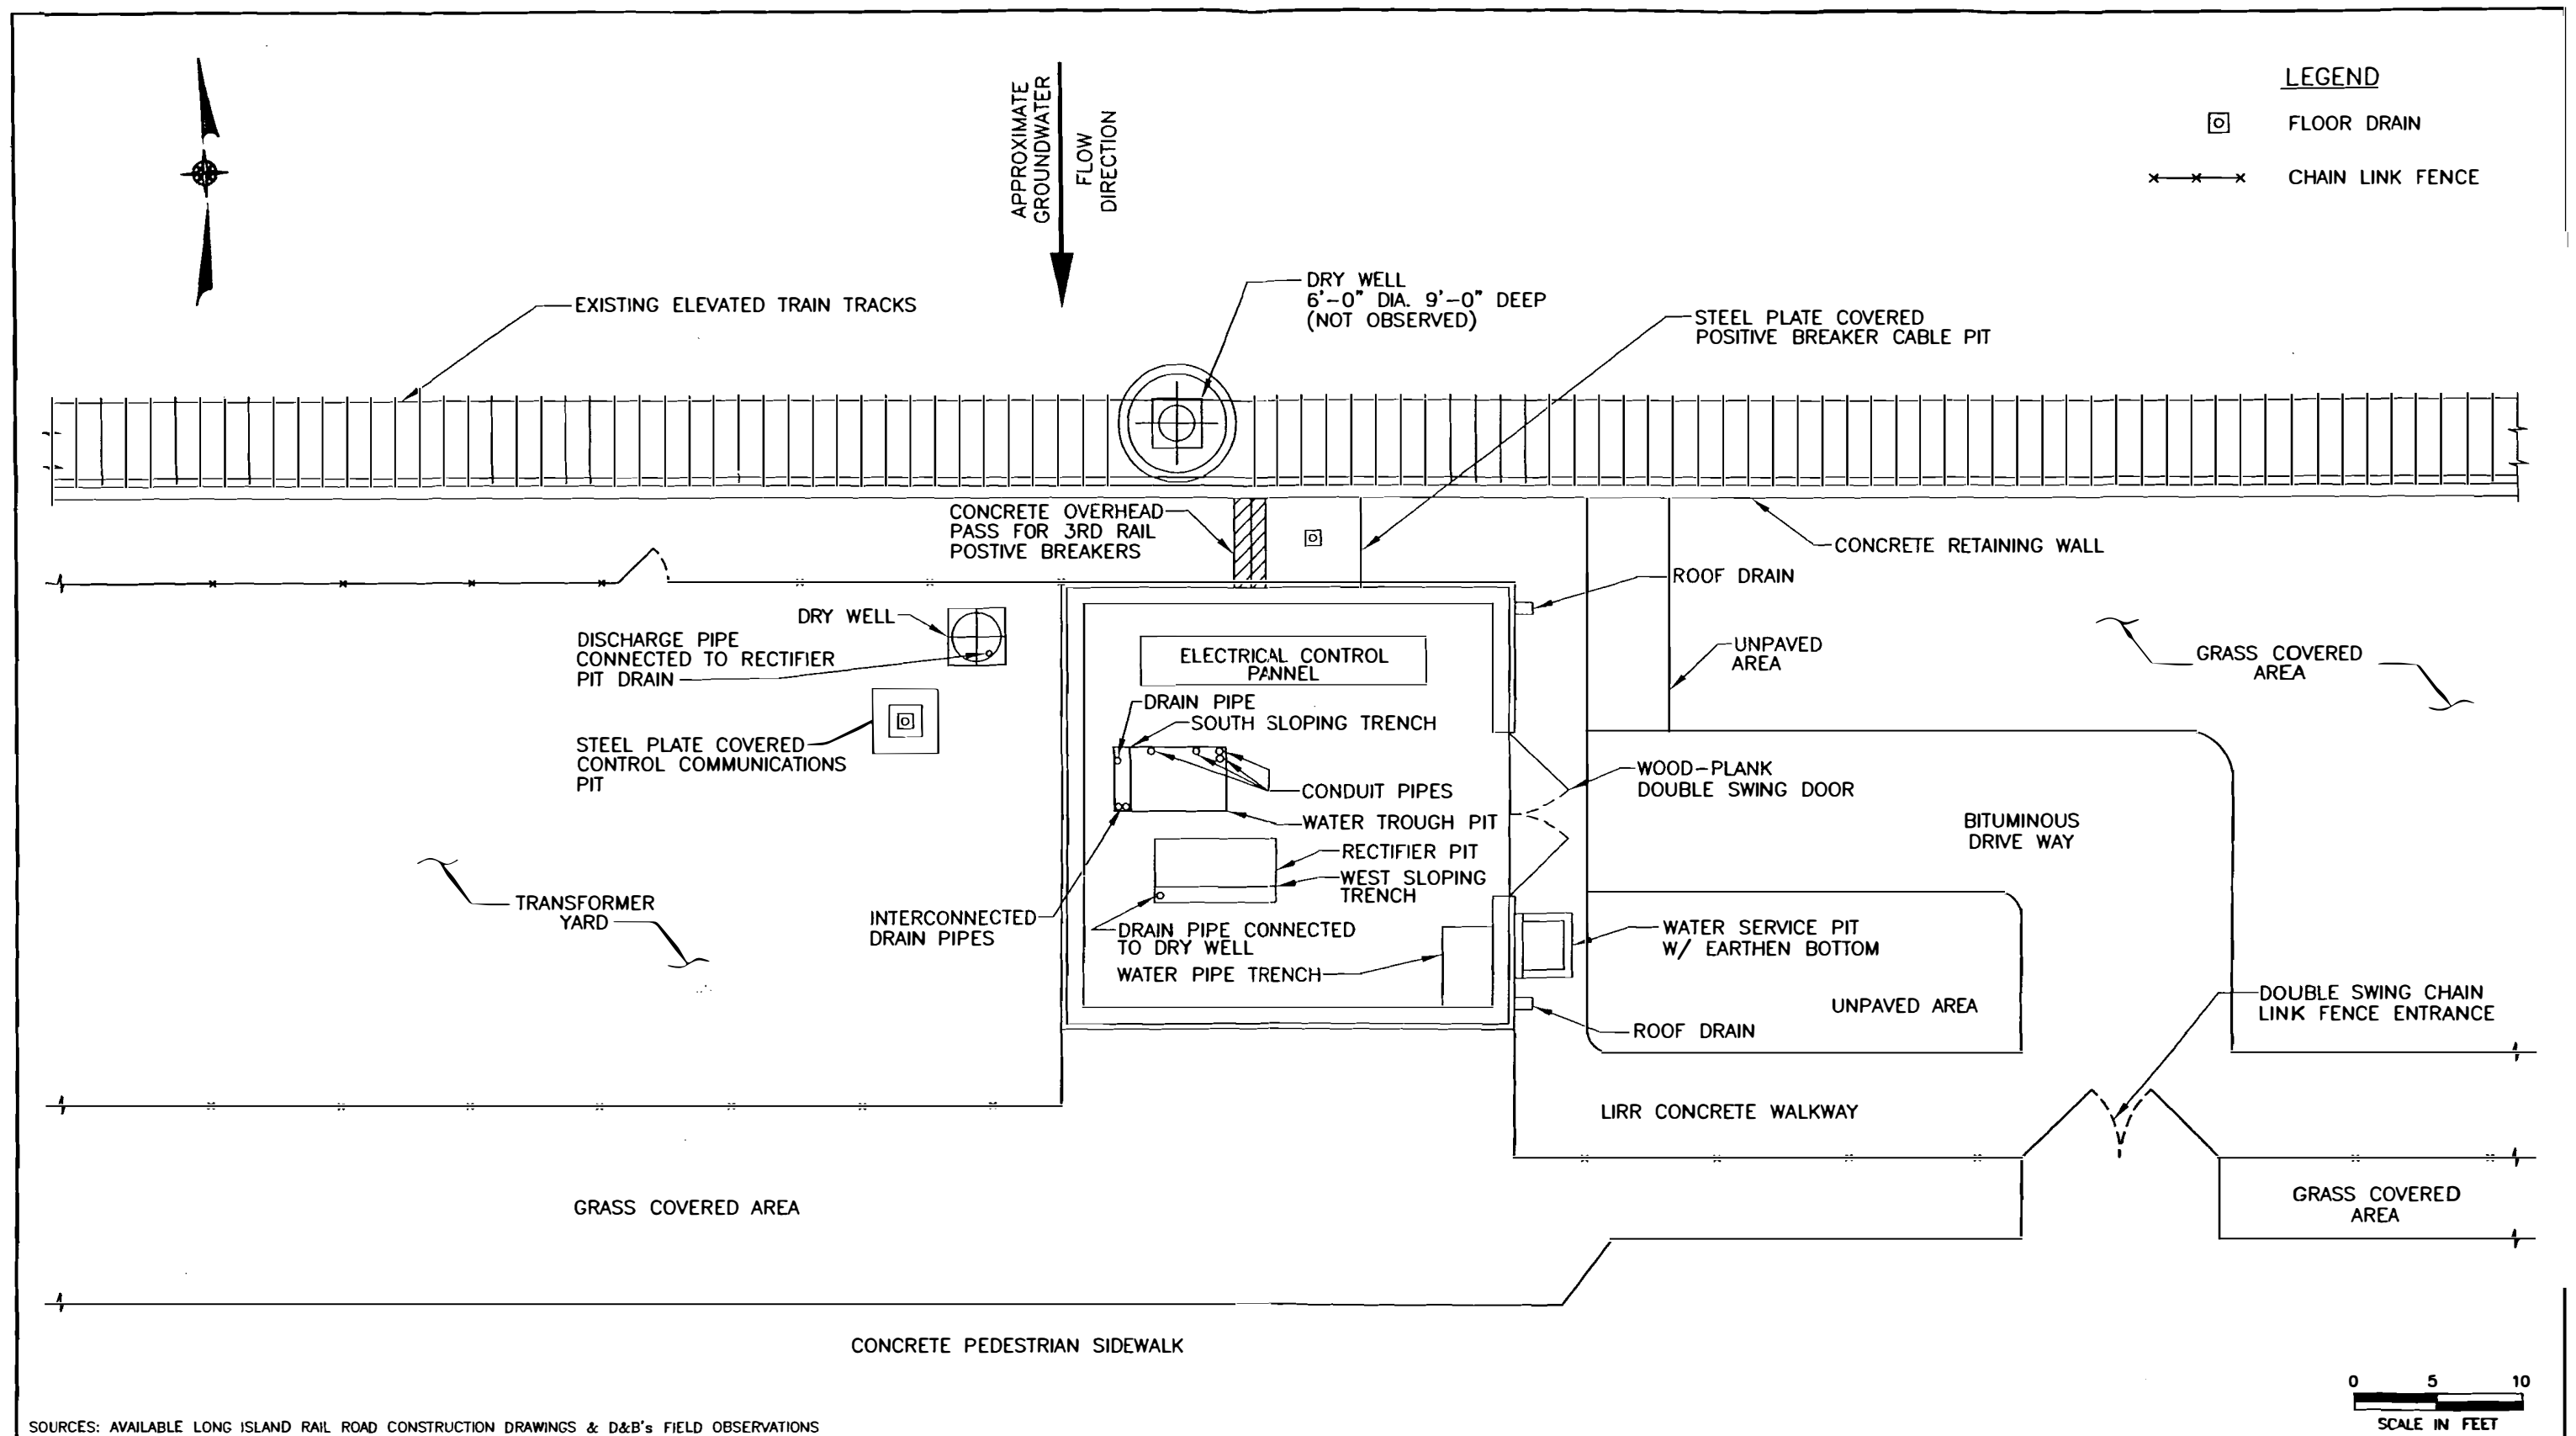 LEGEND
FLOOR DRAIN
CHAIN LINK FENCE
APPROXIMATE
GROUNDWATER
FLOW
DIRECTION
EXISTING ELEVATED TRAIN TRACKS
DRY WELL
6'-0" DIA. 9'-0" DEEP
(NOT OBSERVED)
STEEL PLATE COVERED
POSITIVE BREAKER CABLE PIT
CONCRETE OVERHEAD
PASS FOR 3RD RAIL
POSTIVE BREAKERS
CONCRETE RETAINING WALL
ROOF DRAIN
DRY WELL
DISCHARGE PIPE
CONNECTED TO RECTIFIER
PIT DRAIN
UNPAVED
AREA
GRASS COVERED
AREA
ELECTRICAL CONTROL
PANNEL
DRAIN PIPE
SOUTH SLOPING TRENCH
STEEL PLATE COVERED
CONTROL COMMUNICATIONS
PIT
WOOD-PLANK
DOUBLE SWING DOOR
CONDUIT PIPES
WATER TROUGH PIT
BITUMINOUS
DRIVE WAY
RECTIFIER PIT
WEST SLOPING
TRENCH
TRANSFORMER
YARD
INTERCONNECTED
DRAIN PIPES
DRAIN PIPE CONNECTED
TO DRY WELL
WATER PIPE TRENCH
WATER SERVICE PIT
W/ EARTHEN BOTTOM
UNPAVED AREA
DOUBLE SWING CHAIN
LINK FENCE ENTRANCE
ROOF DRAIN
LIRR CONCRETE WALKWAY
GRASS COVERED AREA
GRASS COVERED
AREA
CONCRETE PEDESTRIAN SIDEWALK
0 5 10
SCALE IN FEET
SOURCES: AVAILABLE LONG ISLAND RAIL ROAD CONSTRUCTION DRAWINGS & D&B's FIELD OBSERVATIONS